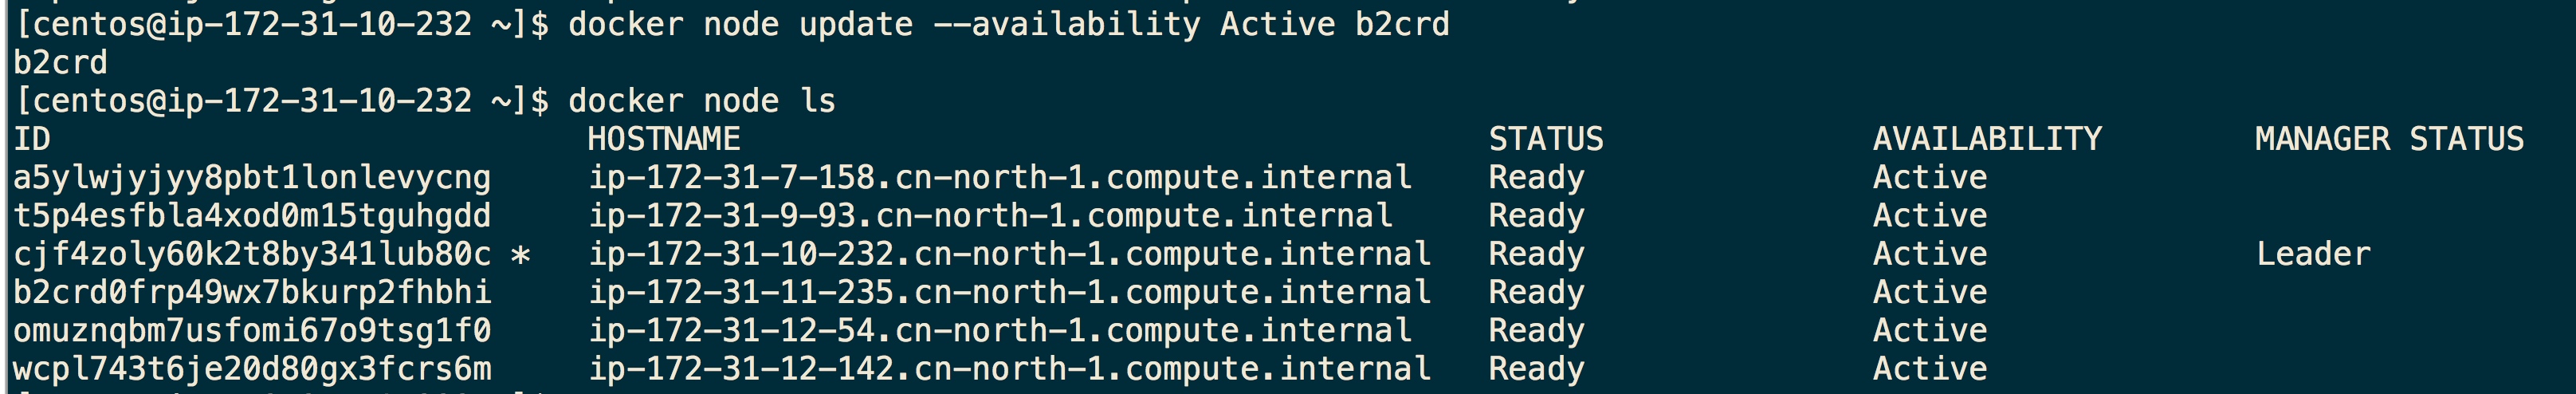 [centos@ip-172-31-10-232 ~]$ docker node update --availability Active b2crd
b2crd
[centos@ip-172-31-10-232 ~]$ docker node ls
ID HOSTNAME STATUS AVAILABILITY MANAGER STATUS
a5ylwjyjyy8pbt1lonlevycng ip-172-31-7-158.cn-north-1.compute.internal Ready Active
t5p4esfbla4xod0m15tguhgdd ip-172-31-9-93.cn-north-1.compute.internal Ready Active
cjf4zoly60k2t8by341lub80c * ip-172-31-10-232.cn-north-1.compute.internal Ready Active Leader
b2crd0frp49wx7bkurp2fhbhi ip-172-31-11-235.cn-north-1.compute.internal Ready Active
omuznqbm7usfomi67o9tsg1f0 ip-172-31-12-54.cn-north-1.compute.internal Ready Active
wcpl743t6je20d80gx3fcrs6m ip-172-31-12-142.cn-north-1.compute.internal Ready Active